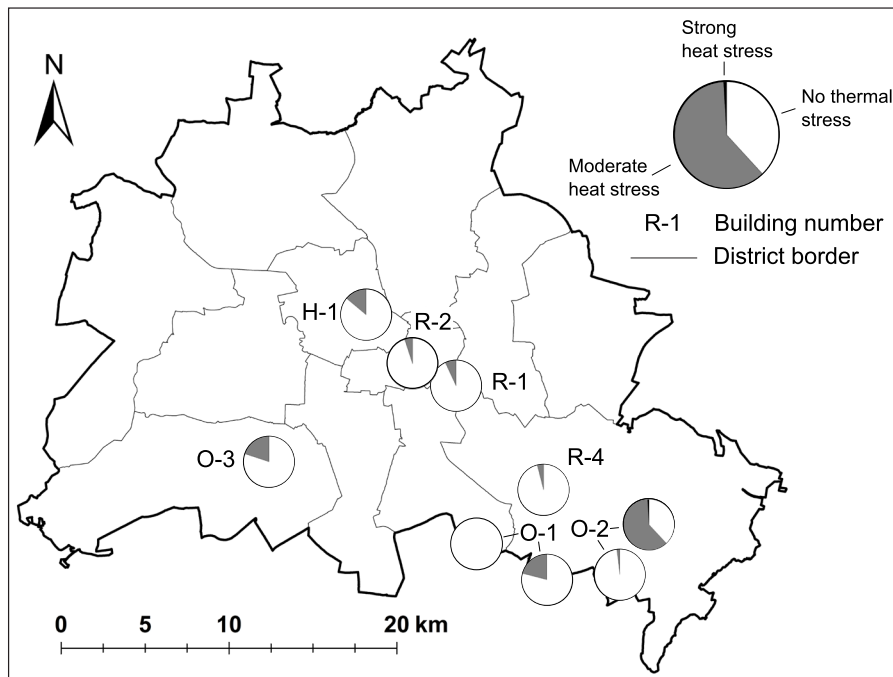 Strong
heat stress
N
No thermal
stress
Moderate
heat stress
R-1 Building number
District border
H-1
R-2
R-1
O-3
R-4
O-1
O-2
0 5 10 20 km